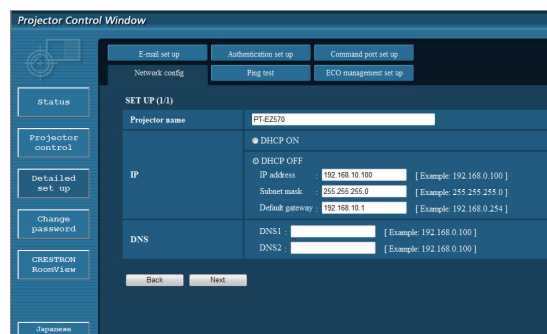 Projector Control Window
E-mail set up
Authentication set up
Command port set up
Network config
Ping test
ECO management set up
Status
Projector control
Detailed set up
Change password
CRESTRON RoomView
Japanese
SET UP (1/1)
Projector name PT-EZ570
IP
DHCP ON
DHCP OFF
IP address : 192.168.10.100 [ Example: 192.168.0.100 ]
Subnet mask : 255.255.255.0 [ Example: 255.255.255.0 ]
Default gateway : 192.168.10.1 [ Example: 192.168.0.254 ]
DNS
DNS1 : [ Example: 192.168.0.100 ]
DNS2 : [ Example: 192.168.0.100 ]
Back Next